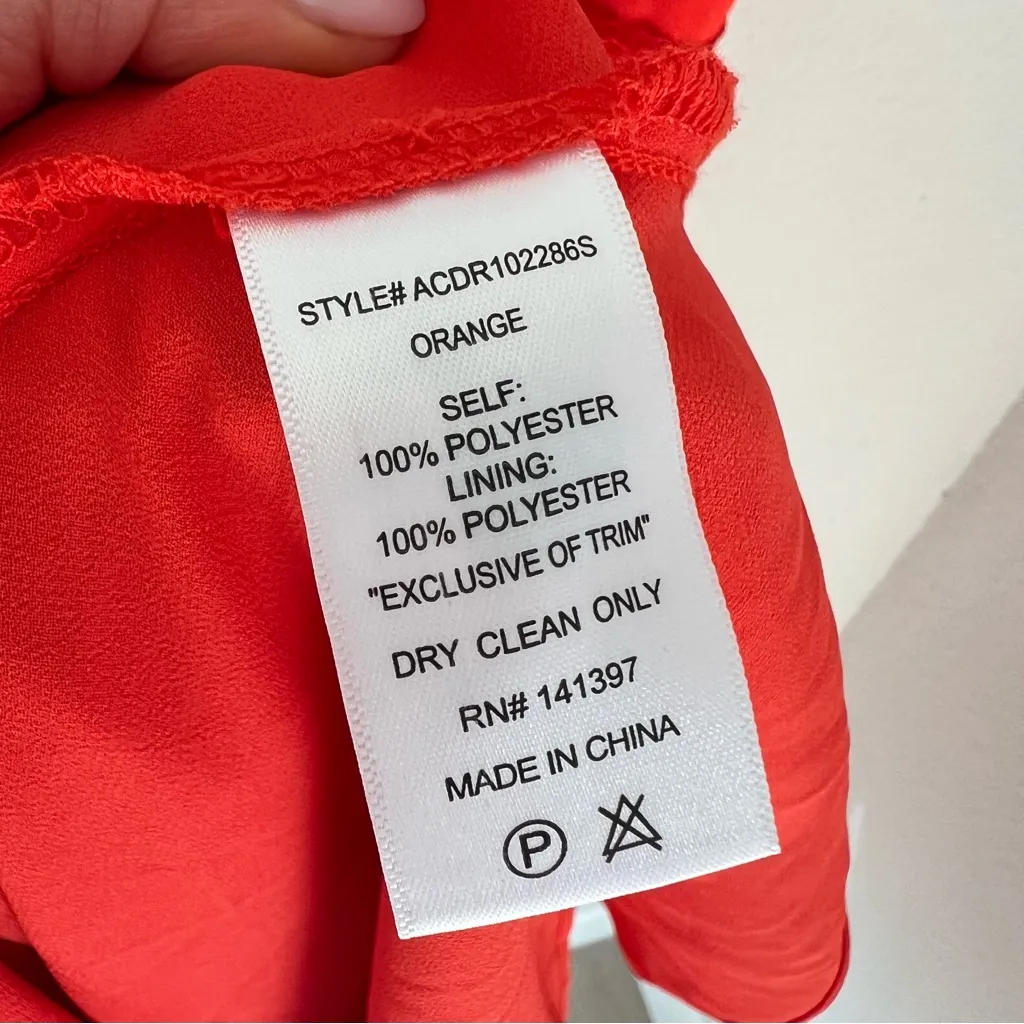 STYLE# ACDR102286S
ORANGE
SELF:
100% POLYESTER
LINING:
100% POLYESTER
"EXCLUSIVE OF TRIM"
DRY CLEAN ONLY
RN# 141397
MADE IN CHINA
P